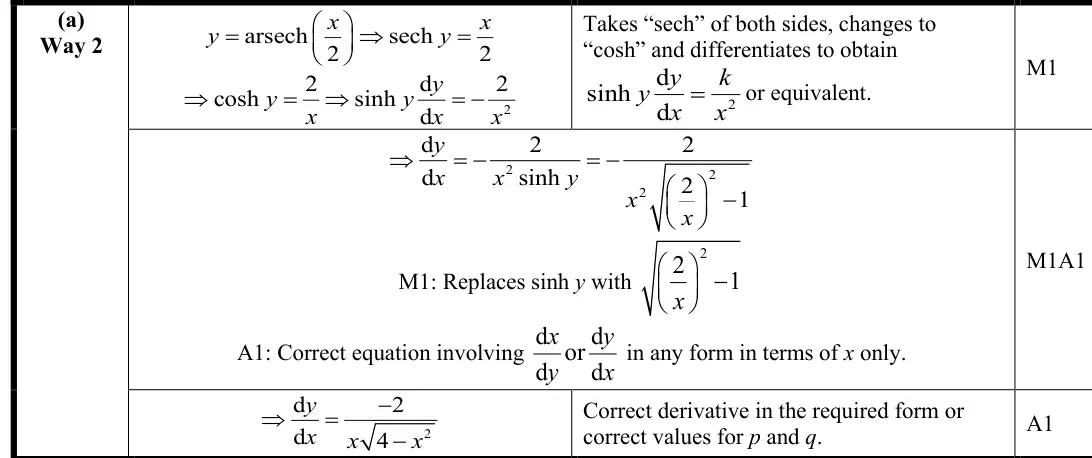 (a)
Way 2
y = arsech(x/2) ⇒ sech y = x/2
⇒ cosh y = 2/x ⇒ sinh y dy/dx = −2/x²
Takes “sech” of both sides, changes to
“cosh” and differentiates to obtain
sinh y dy/dx = k/x² or equivalent.
M1
⇒ dy/dx = −2/(x² sinh y) = −2/(x²√((2/x)² − 1))
M1: Replaces sinh y with √((2/x)² − 1)
A1: Correct equation involving dx/dy or dy/dx in any form in terms of x only.
M1A1
⇒ dy/dx = −2/(x√(4 − x²))
Correct derivative in the required form or
correct values for p and q.
A1